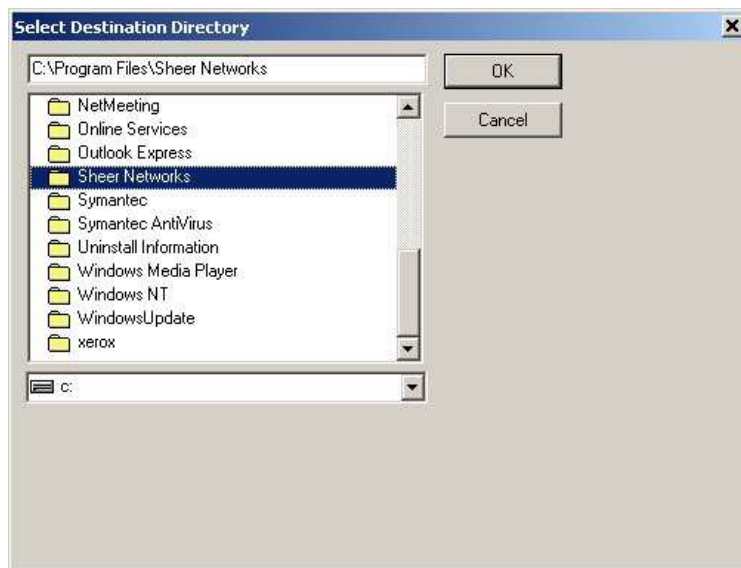 Select Destination Directory
C:\Program Files\Sheer Networks
OK
NetMeeting
Online Services
Cancel
Outlook Express
Sheer Networks
Symantec
Symantec AntiVirus
Uninstall Information
Windows Media Player
Windows NT
WindowsUpdate
xerox
c: